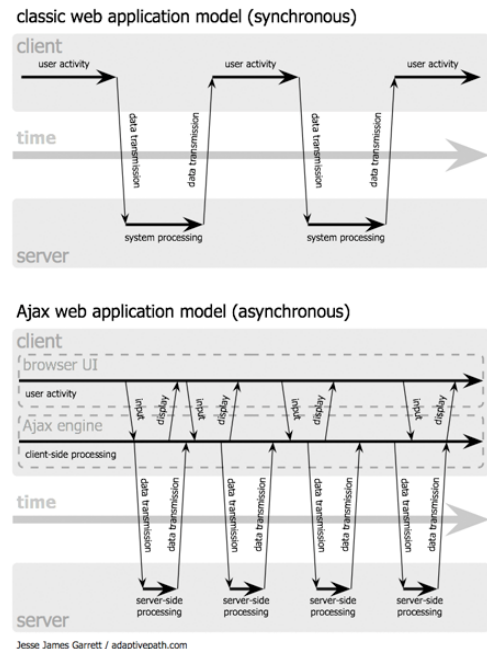 classic web application model (synchronous)
client
user activity
user activity
user activity
data transmission
data transmission
data transmission
data transmission
time
system processing
system processing
server
Ajax web application model (asynchronous)
client
browser UI
user activity
input
display
input
display
input
display
input
display
Ajax engine
client-side processing
data transmission
data transmission
data transmission
data transmission
data transmission
data transmission
data transmission
data transmission
time
server-side
processing
server-side
processing
server-side
processing
server-side
processing
server
Jesse James Garrett / adaptivepath.com